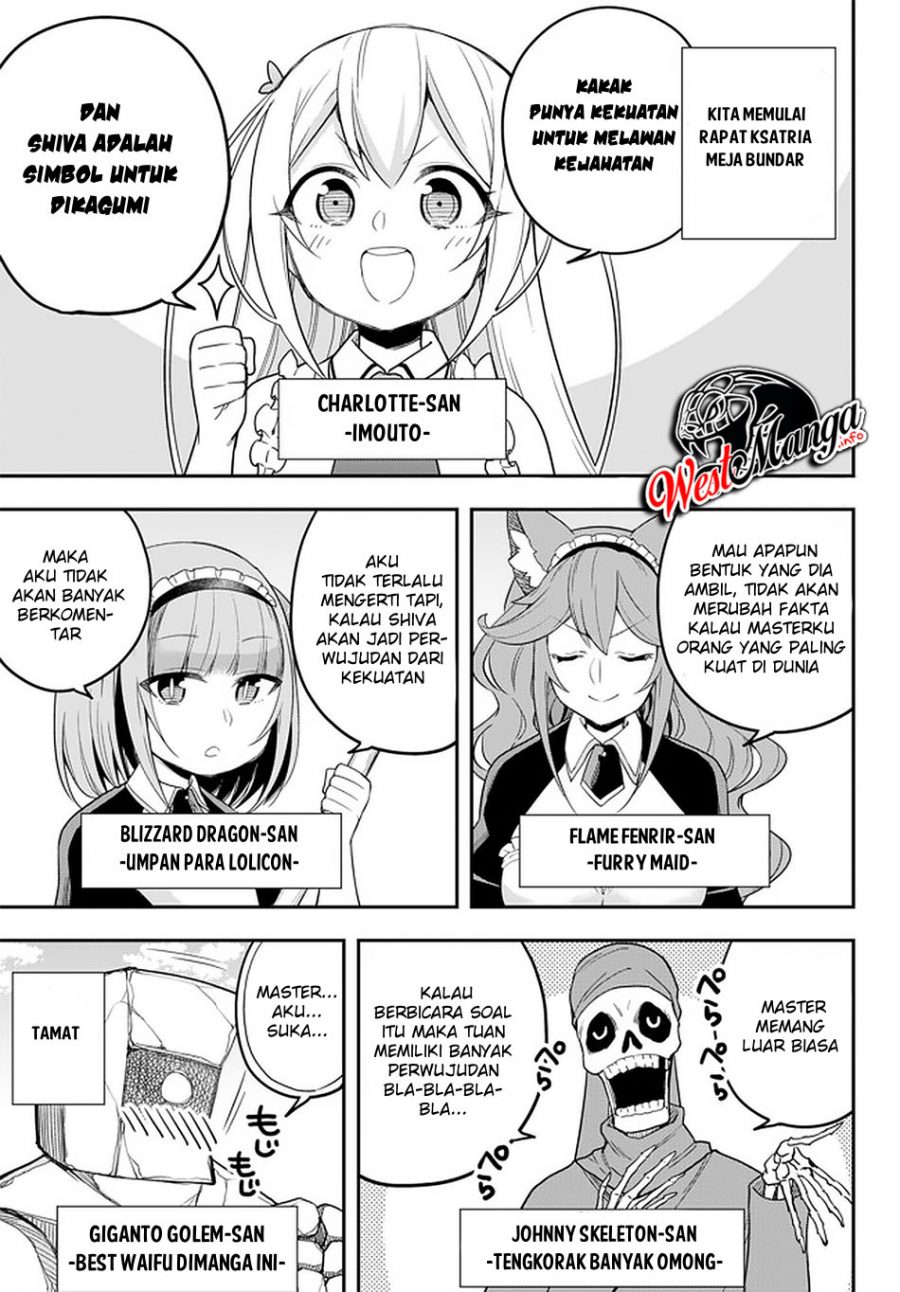 KITA MEMULAI
RAPAT KSATRIA
MEJA BUNDAR
KAKAK
PUNYA KEKUATAN
UNTUK MELAWAN
KEJAHATAN
DAN
SHIVA ADALAH
SIMBOL UNTUK
DIKAGUMI
CHARLOTTE-SAN
-IMOUTO-
WestManga
.info
MAU APAPUN
BENTUK YANG DIA
AMBIL, TIDAK AKAN
MERUBAH FAKTA
KALAU MASTERKU
ORANG YANG PALING
KUAT DI DUNIA
FLAME FENRIR-SAN
-FURRY MAID-
AKU
TIDAK TERLALU
MENGERTI TAPI,
KALAU SHIVA
AKAN JADI PER-
WUJUDAN DARI
KEKUATAN
MAKA
AKU TIDAK
AKAN BANYAK
BERKOMEN-
TAR
BLIZZARD DRAGON-SAN
-UMPAN PARA LOLICON-
MASTER
MEMANG
LUAR BIASA
KALAU
BERBICARA SOAL
ITU MAKA TUAN
MEMILIKI BANYAK
PERWUJUDAN
BLA-BLA-BLA-
BLA...
JOHNNY SKELETON-SAN
-TENGKORAK BANYAK OMONG-
MASTER...
AKU...
SUKA...
もじ
もじ
TAMAT
GIGANTO GOLEM-SAN
-BEST WAIFU DIMANGA INI-